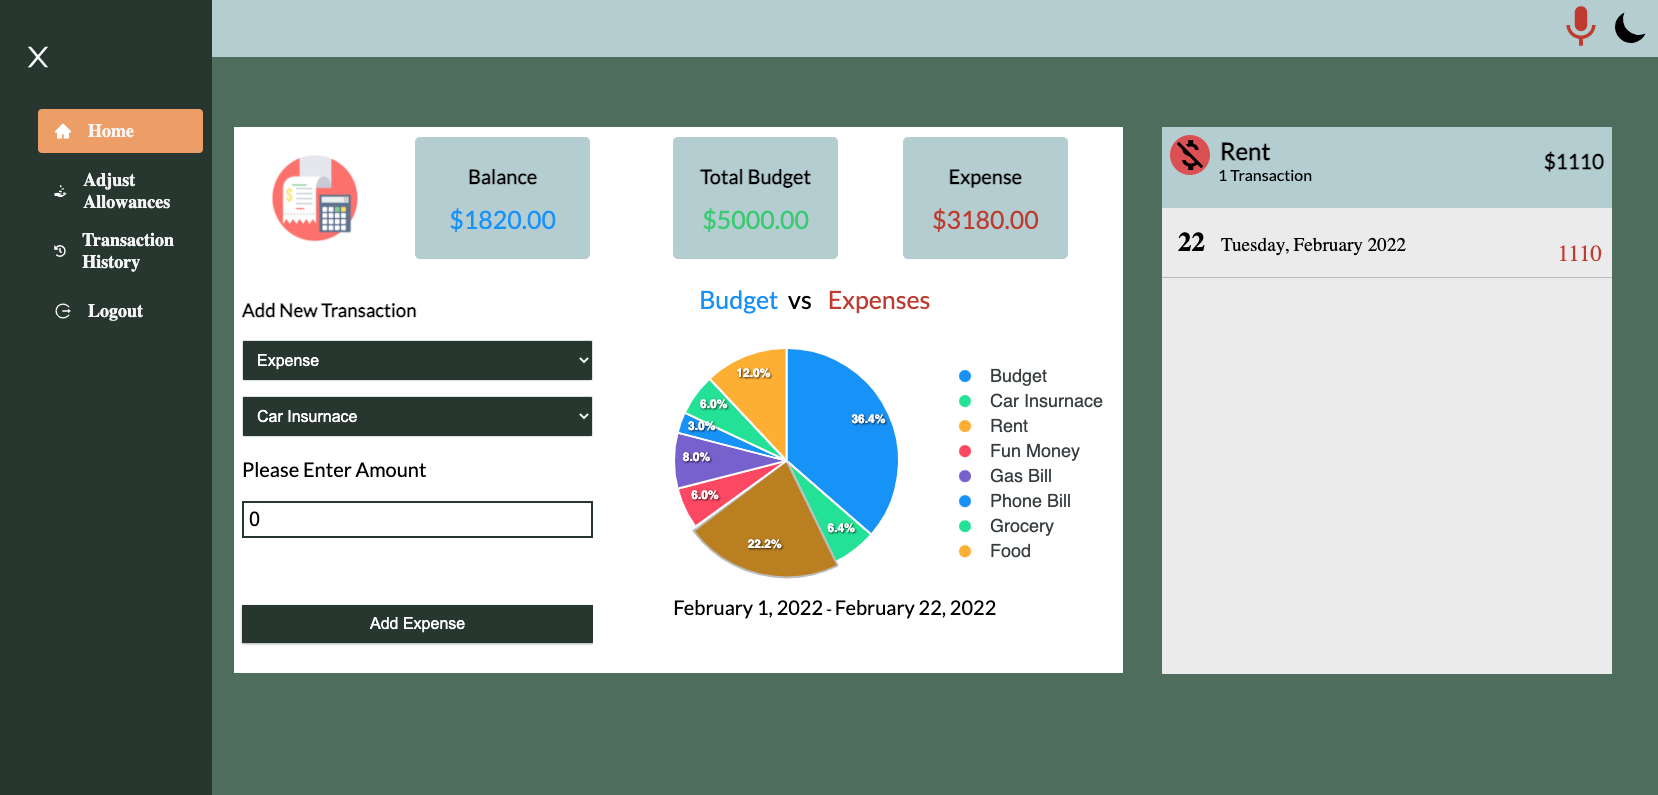 X
Home
Adjust
Allowances
Transaction
History
Logout
Balance
$1820.00
Total Budget
$5000.00
Expense
$3180.00
Add New Transaction
Expense
Car Insurnace
Please Enter Amount
0
Add Expense
Budget vs Expenses
12.0%
6.0%
3.0%
8.0%
6.0%
22.2%
6.4%
36.4%
Budget
Car Insurnace
Rent
Fun Money
Gas Bill
Phone Bill
Grocery
Food
February 1, 2022 - February 22, 2022
Rent
1 Transaction
$1110
22 Tuesday, February 2022
1110